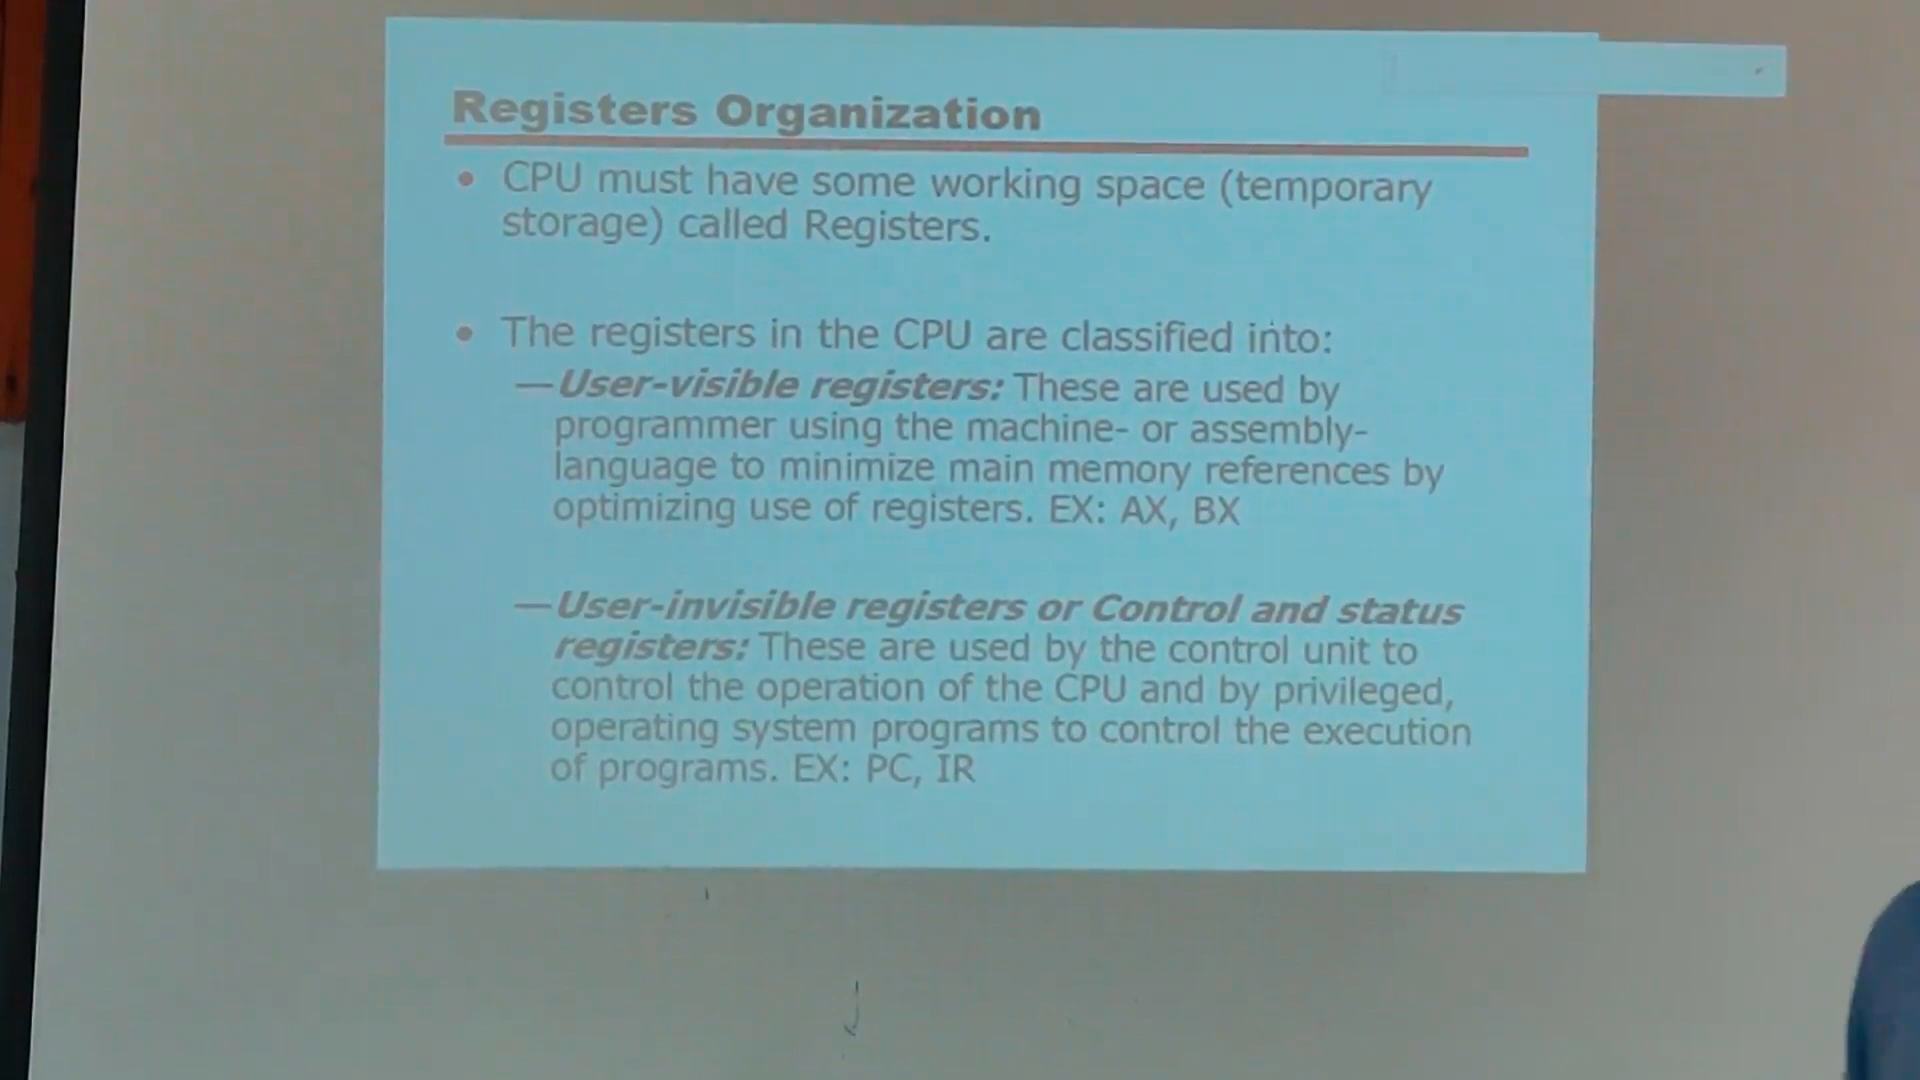 Registers Organization
• CPU must have some working space (temporary
storage) called Registers.
• The registers in the CPU are classified into:
—User-visible registers: These are used by
programmer using the machine- or assembly-
language to minimize main memory references by
optimizing use of registers. EX: AX, BX
—User-invisible registers or Control and status
registers: These are used by the control unit to
control the operation of the CPU and by privileged,
operating system programs to control the execution
of programs. EX: PC, IR